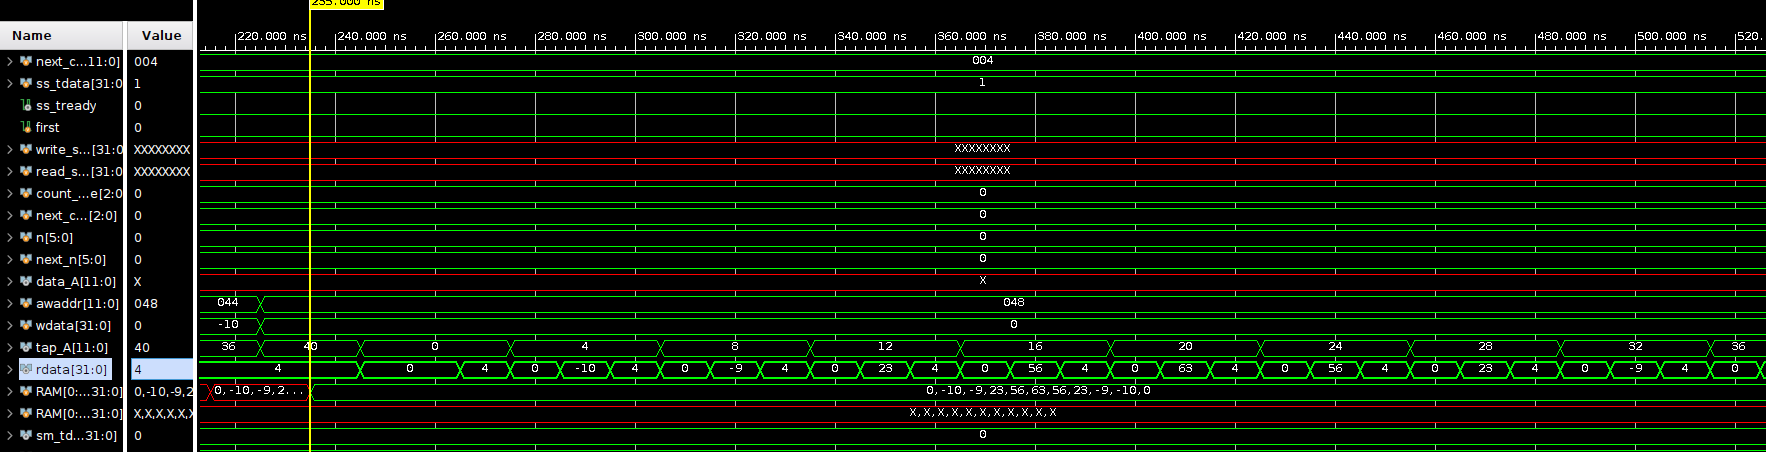 235.000 ns
Name Value 220.000 ns 240.000 ns 260.000 ns 280.000 ns 300.000 ns 320.000 ns 340.000 ns 360.000 ns 380.000 ns 400.000 ns 420.000 ns 440.000 ns 460.000 ns 480.000 ns 500.000 ns 520.
next_c...11:0] 004 004
ss_tdata[31:0 1 1
ss_tready 0
first 0
write_s...[31:0 XXXXXXXX XXXXXXXX
read_s...[31:0 XXXXXXXX XXXXXXXX
count_...e[2:0 0 0
next_c...[2:0] 0 0
n[5:0] 0 0
next_n[5:0] 0 0
data_A[11:0] X X
awaddr[11:0] 048 044 048
wdata[31:0] 0 -10 0
tap_A[11:0] 40 36 40 0 4 8 12 16 20 24 28 32 36
rdata[31:0] 4 4 0 4 0 -10 4 0 -9 4 0 23 4 0 56 4 0 63 4 0 56 4 0 23 4 0 -9 4 0
RAM[0:...31:0] 0,-10,-9,2 0,-10,-9,2... 0,-10,-9,23,56,63,56,23,-9,-10,0
RAM[0:...31:0] X,X,X,X,X,X X,X,X,X,X,X,X,X,X,X,X
sm_td...31:0] 0 0